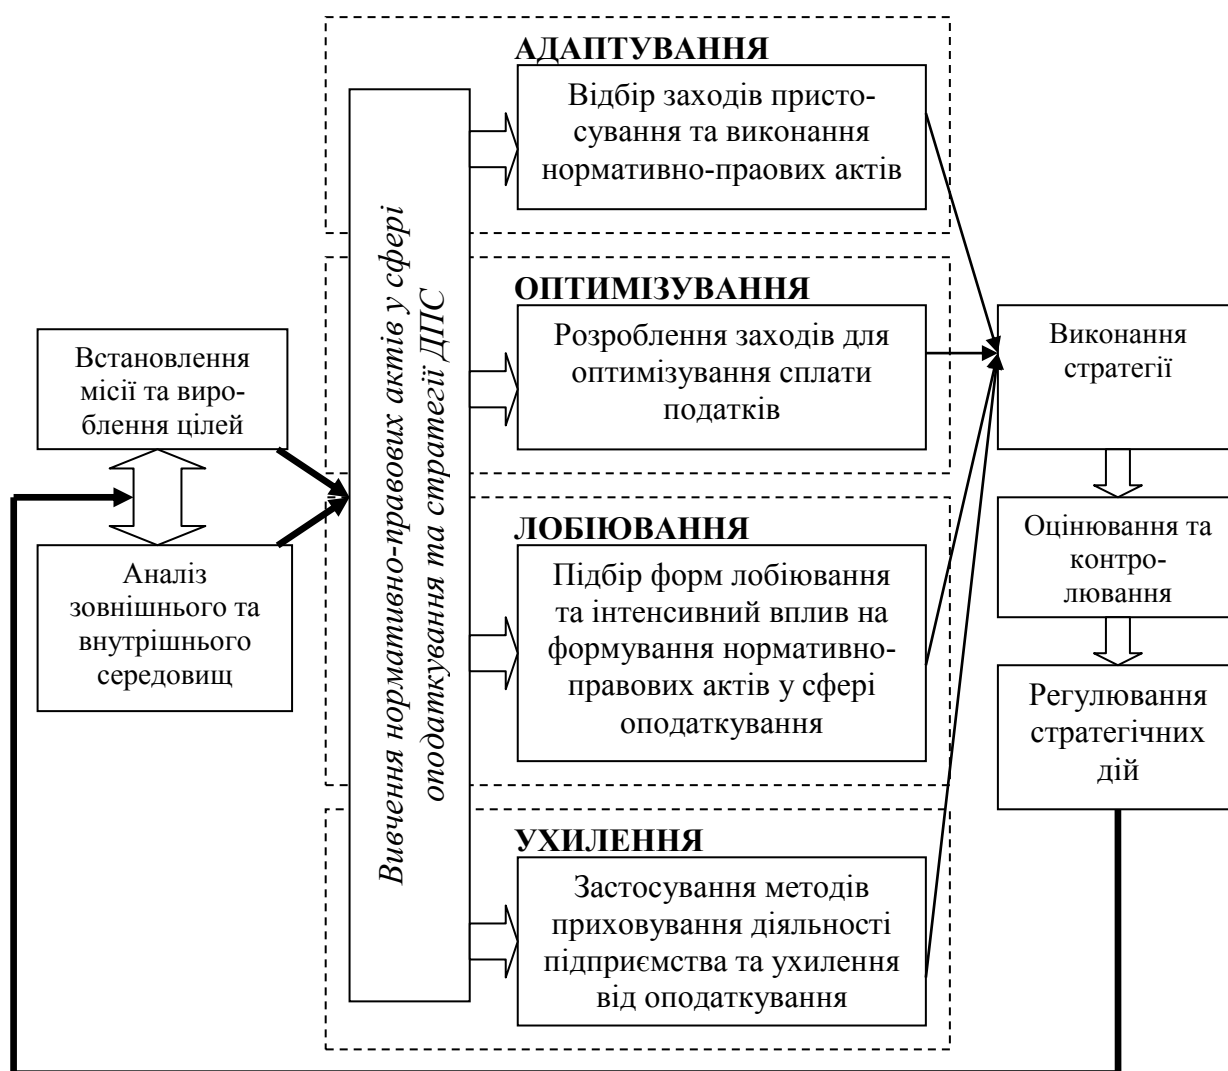 Встановлення
місії та виро-
блення цілей
Аналіз
зовнішнього та
внутрішнього
середовищ
Вивчення нормативно-правових актів у сфері
оподаткування та стратегії ДПС
АДАПТУВАННЯ
Відбір заходів присто-
сування та виконання
нормативно-праових актів
ОПТИМІЗУВАННЯ
Розроблення заходів для
оптимізування сплати
податків
ЛОБІЮВАННЯ
Підбір форм лобіювання
та інтенсивний вплив на
формування нормативно-
правових актів у сфері
оподаткування
УХИЛЕННЯ
Застосування методів
приховування діяльності
підприємства та ухилення
від оподаткування
Виконання
стратегії
Оцінювання та
контро-
лювання
Регулювання
стратегічних
дій